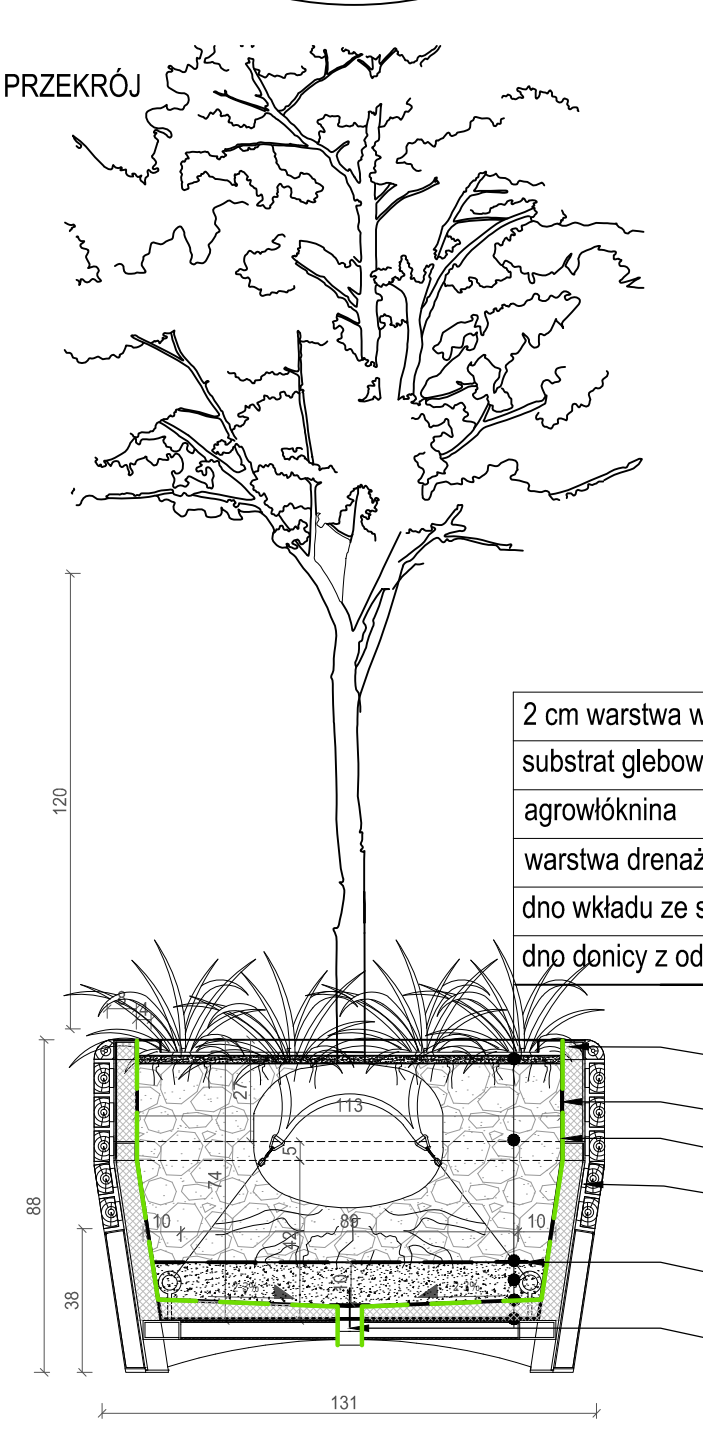 PRZEKRÓJ
120
2 cm warstwa w
substrat glebow
agrowłóknina
warstwa drenaż
dno wkładu ze s
dno donicy z od
88
38
27
113
5
74
10
89
10
42
10
131